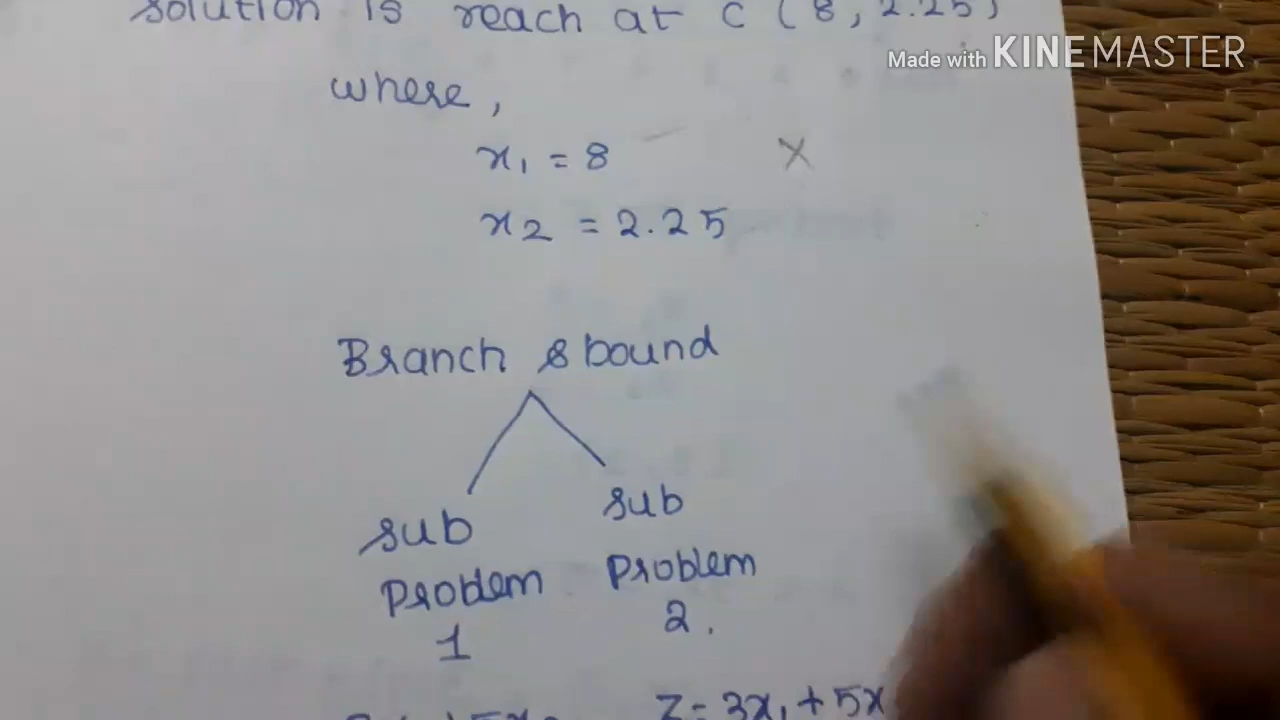 solution is reach at C (8, 2.25)
Made with KINEMASTER
where,
x₁ = 8
x
x₂ = 2.25
Branch & bound
sub
Problem
1
sub
Problem
2.
Z = 3x₁ + 5x